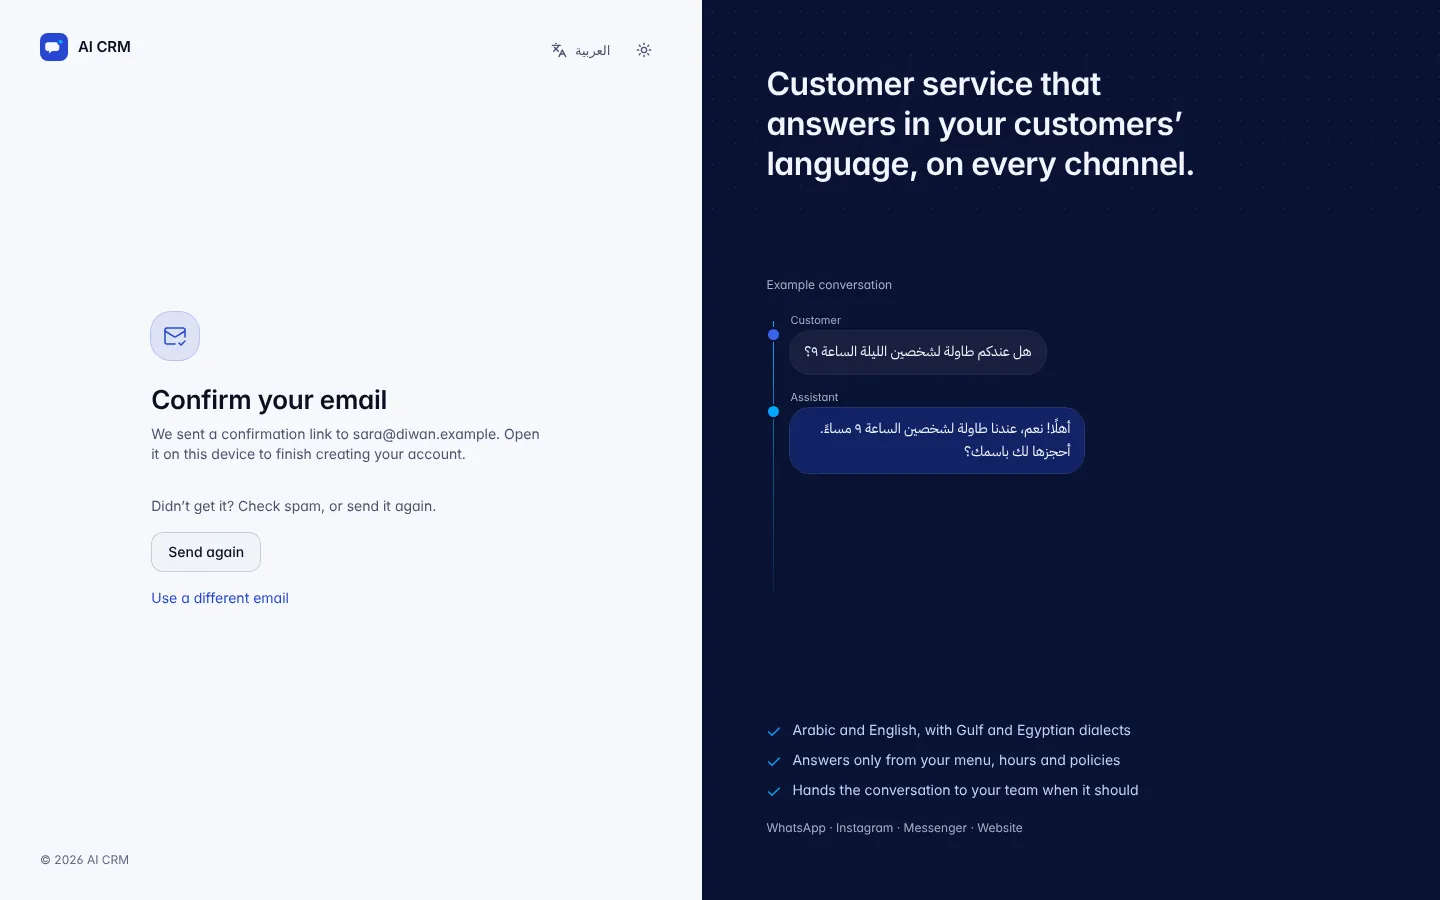 AI CRM
العربية
Confirm your email
We sent a confirmation link to sara@diwan.example. Open
it on this device to finish creating your account.
Didn’t get it? Check spam, or send it again.
Send again
Use a different email
© 2026 AI CRM
Customer service that
answers in your customers’
language, on every channel.
Example conversation
Customer
هل عندكم طاولة لشخصين الليلة الساعة ٩؟
Assistant
أهلًا! نعم، عندنا طاولة لشخصين الساعة ٩ مساءً.
أحجزها لك باسمك؟
Arabic and English, with Gulf and Egyptian dialects
Answers only from your menu, hours and policies
Hands the conversation to your team when it should
WhatsApp · Instagram · Messenger · Website